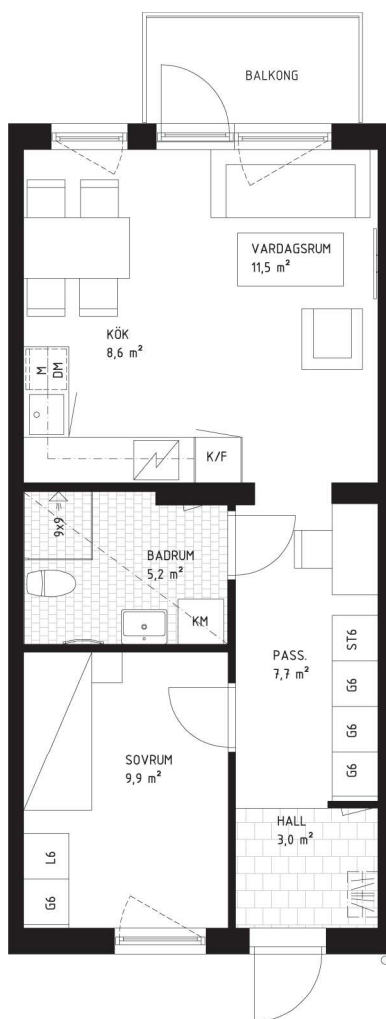 BALKONG
VARDAGSRUM
11,5 m²
KÖK
8,6 m²
M
DM
K/F
9x9
BADRUM
5,2 m²
KM
ST6
PASS.
7,7 m²
G6
G6
G6
SOVRUM
9,9 m²
HALL
3,0 m²
L6
G6